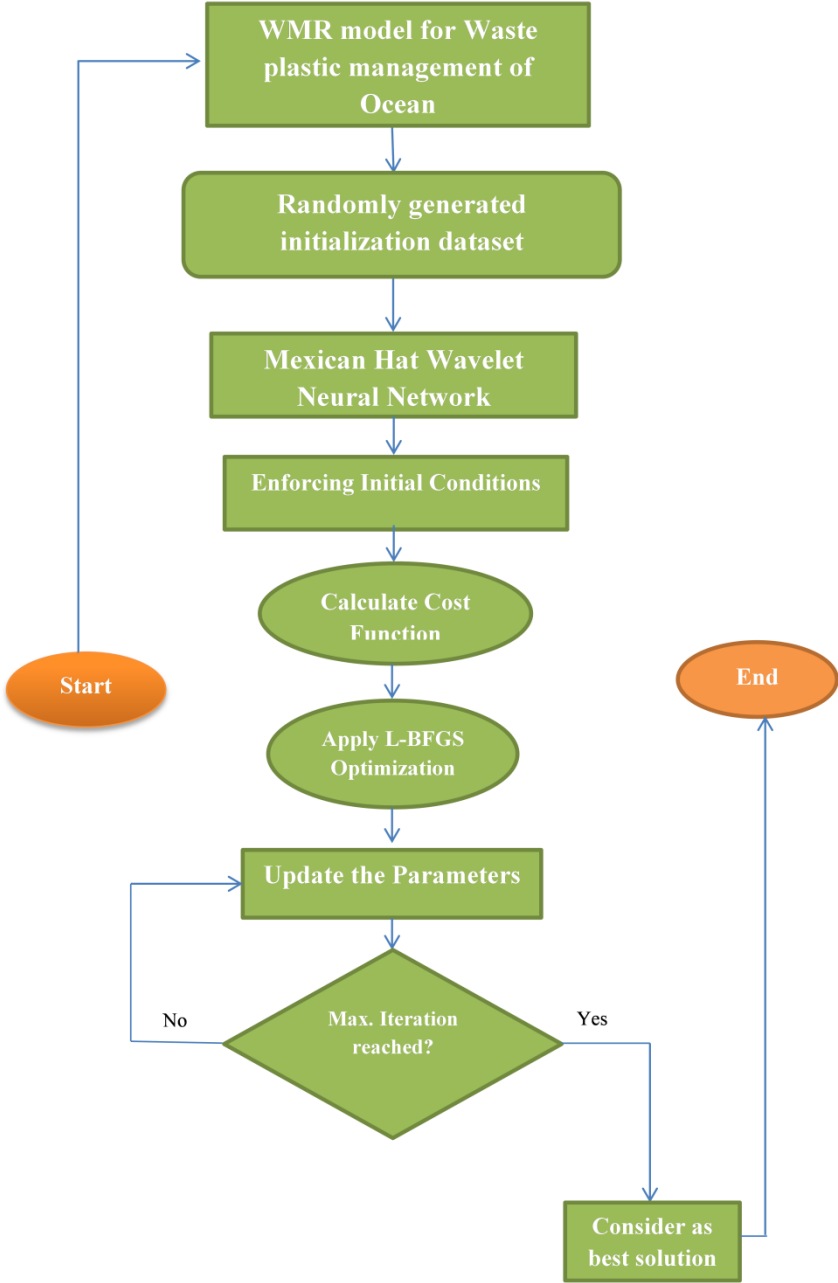 WMR model for Waste
plastic management of
Ocean
Randomly generated
initialization dataset
Mexican Hat Wavelet
Neural Network
Enforcing Initial Conditions
Calculate Cost
Function
Start
End
Apply L-BFGS
Optimization
Update the Parameters
Max. Iteration
reached?
No
Yes
Consider as
best solution